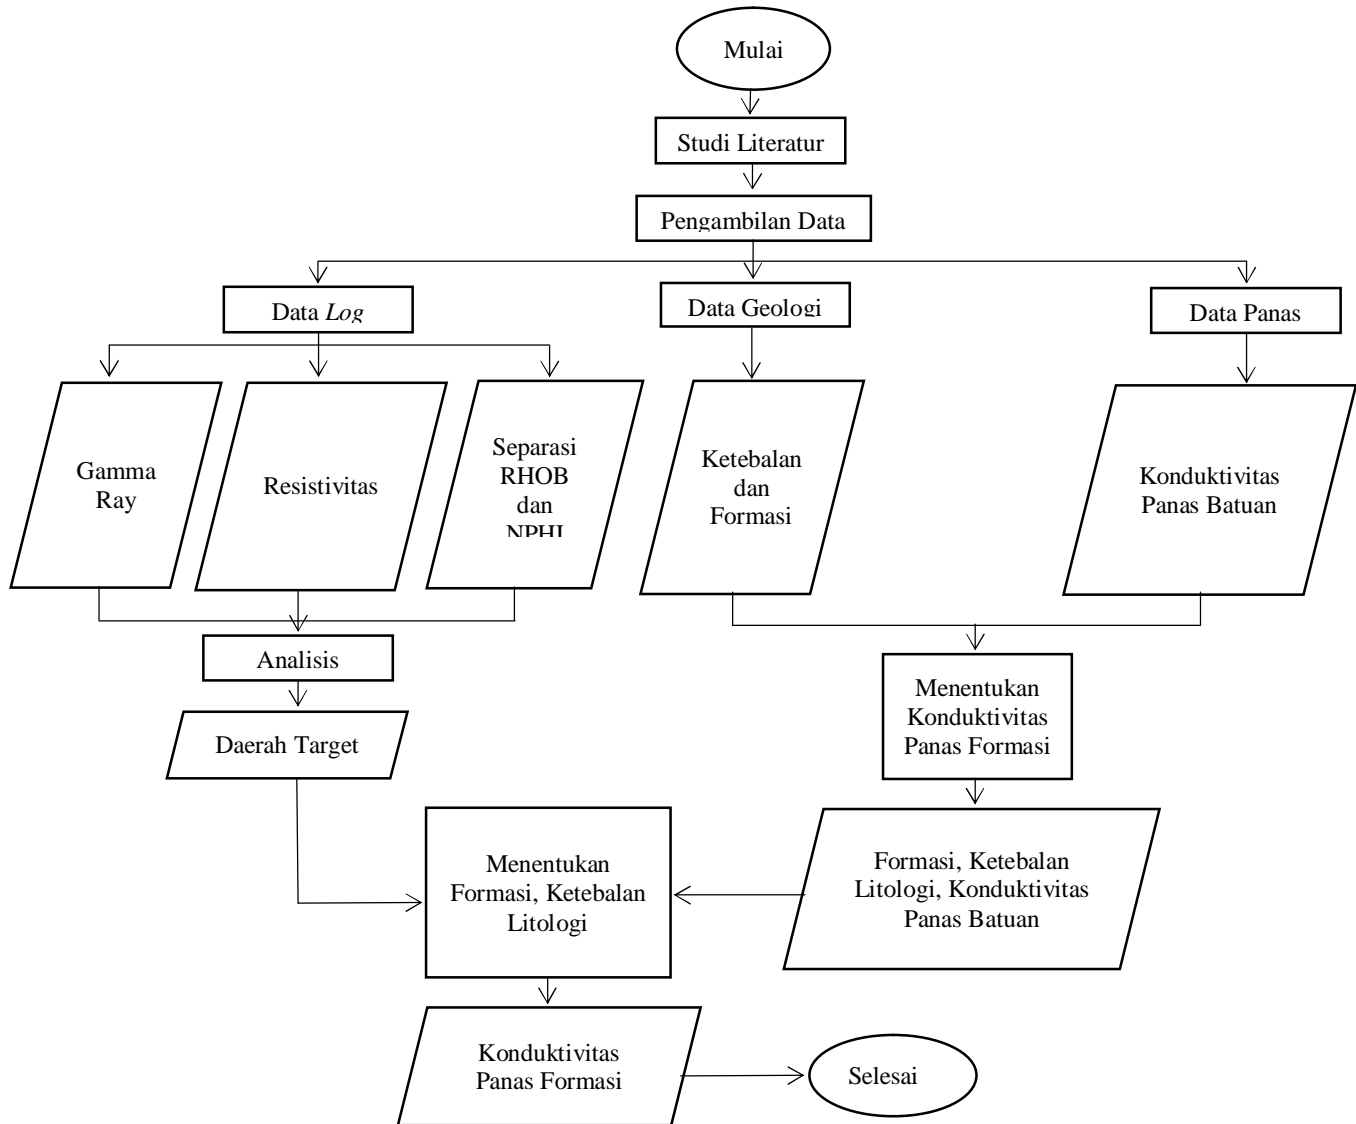 Mulai
Studi Literatur
Pengambilan Data
Data Log
Data Geologi
Data Panas
Gamma
Ray
Resistivitas
Separasi
RHOB
dan
NPHI
Ketebalan
dan
Formasi
Konduktivitas
Panas Batuan
Analisis
Daerah Target
Menentukan
Konduktivitas
Panas Formasi
Menentukan
Formasi, Ketebalan
Litologi
Formasi, Ketebalan
Litologi, Konduktivitas
Panas Batuan
Konduktivitas
Panas Formasi
Selesai